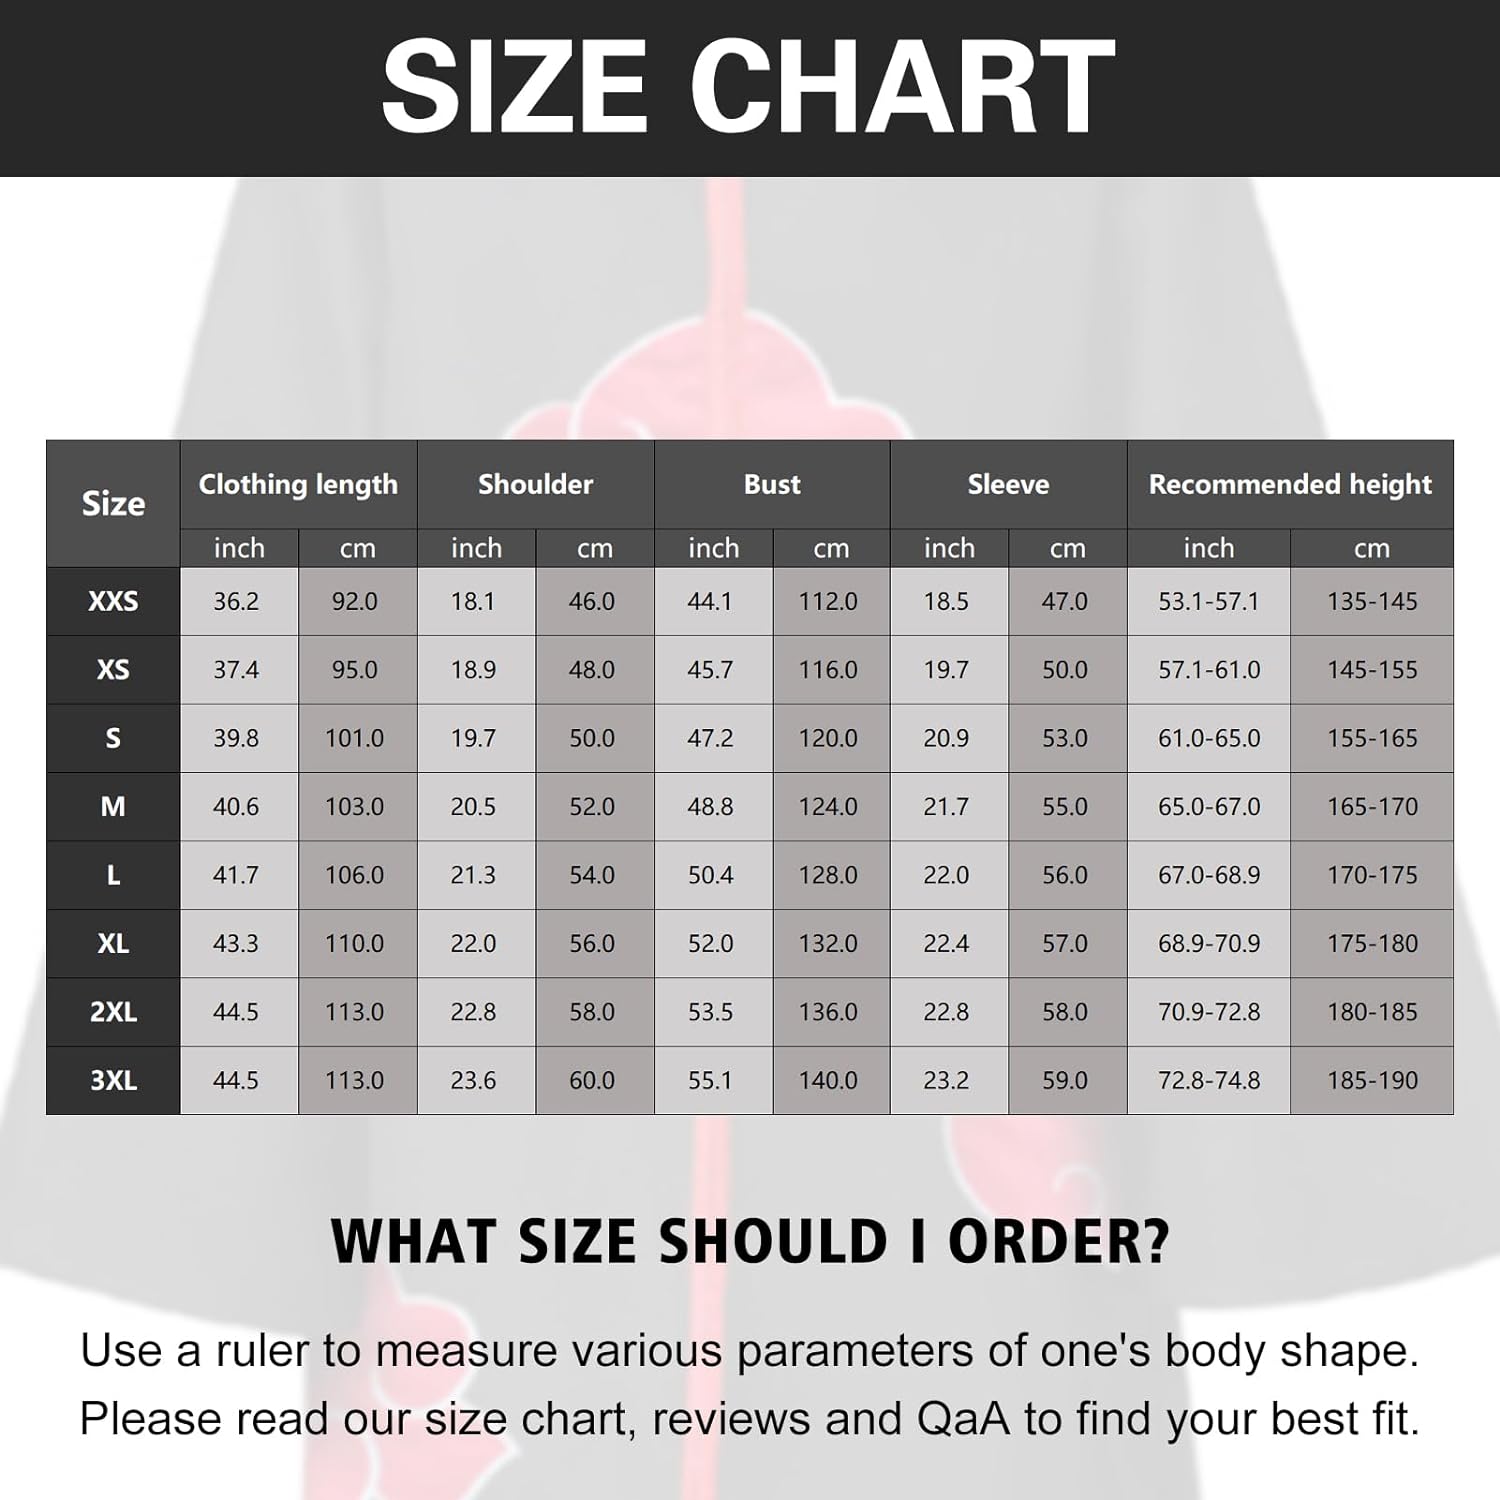 SIZE CHART
Size Clothing length Shoulder Bust Sleeve Recommended height
inch cm inch cm inch cm inch cm inch cm
XXS 36.2 92.0 18.1 46.0 44.1 112.0 18.5 47.0 53.1-57.1 135-145
XS 37.4 95.0 18.9 48.0 45.7 116.0 19.7 50.0 57.1-61.0 145-155
S 39.8 101.0 19.7 50.0 47.2 120.0 20.9 53.0 61.0-65.0 155-165
M 40.6 103.0 20.5 52.0 48.8 124.0 21.7 55.0 65.0-67.0 165-170
L 41.7 106.0 21.3 54.0 50.4 128.0 22.0 56.0 67.0-68.9 170-175
XL 43.3 110.0 22.0 56.0 52.0 132.0 22.4 57.0 68.9-70.9 175-180
2XL 44.5 113.0 22.8 58.0 53.5 136.0 22.8 58.0 70.9-72.8 180-185
3XL 44.5 113.0 23.6 60.0 55.1 140.0 23.2 59.0 72.8-74.8 185-190
WHAT SIZE SHOULD I ORDER?
Use a ruler to measure various parameters of one's body shape.
Please read our size chart, reviews and QaA to find your best fit.